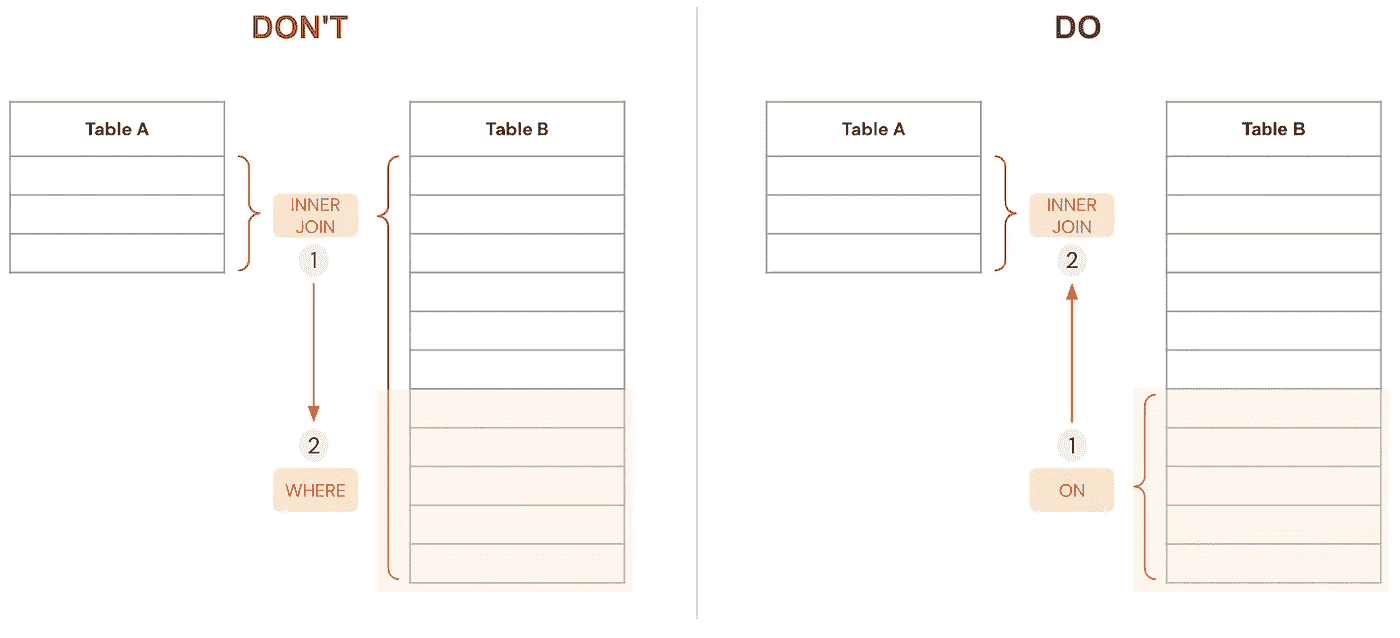 DON'T
Table A
Table B
INNER
JOIN
1
2
WHERE
DO
Table A
Table B
INNER
JOIN
2
1
ON